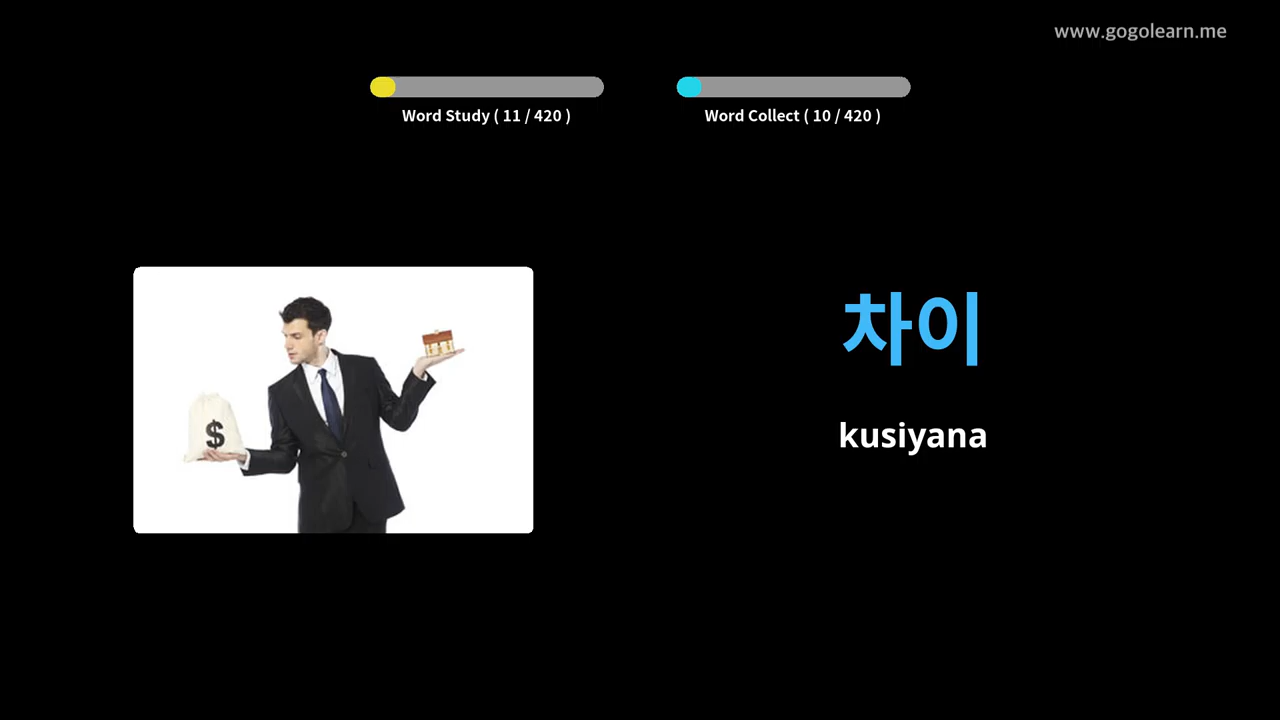 www.gogolearn.me
Word Study ( 11 / 420 )
Word Collect ( 10 / 420 )
차이
kusiyana
$